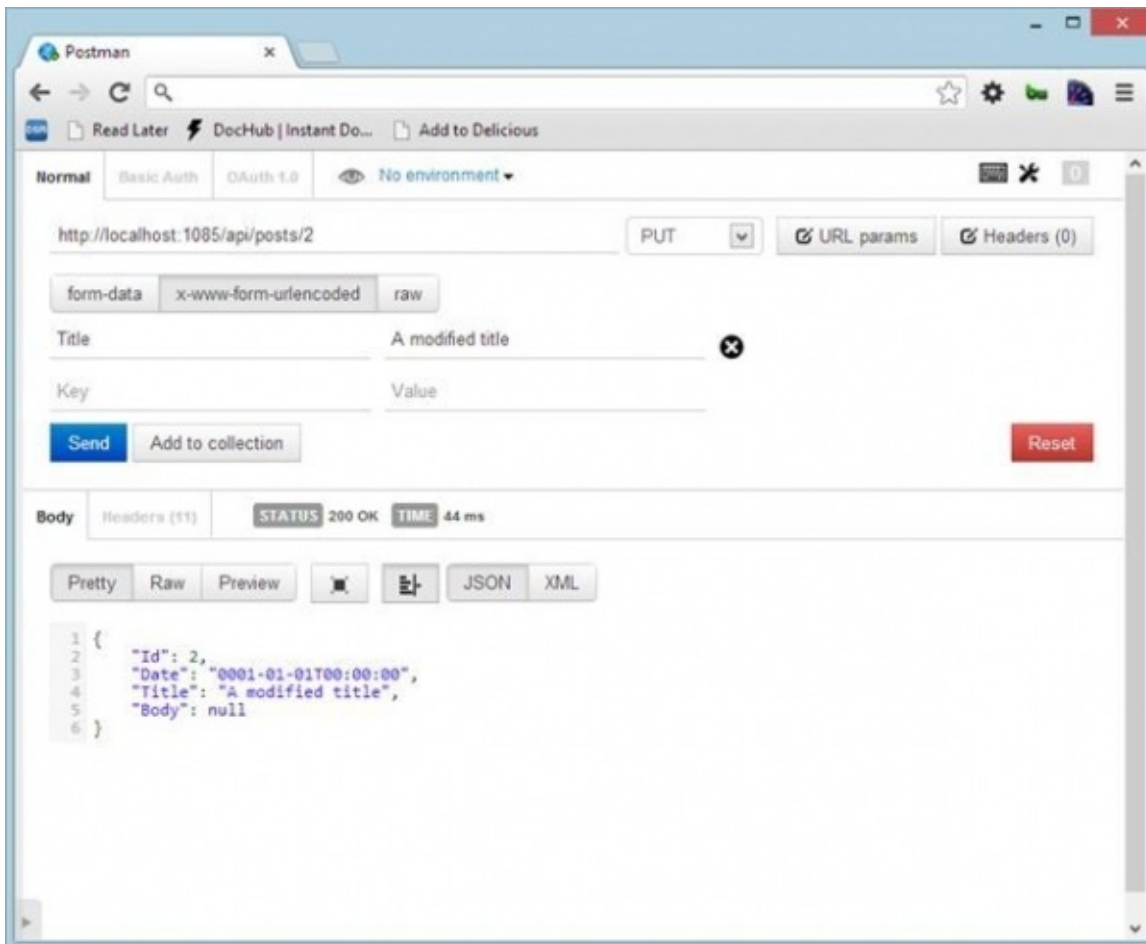 Postman
Read Later DocHub | Instant Do... Add to Delicious
Normal Basic Auth OAuth 1.0 No environment 0
http://localhost:1085/api/posts/2 PUT URL params Headers (0)
form-data x-www-form-urlencoded raw
Title A modified title
Key Value
Send Add to collection Reset
Body Headers (11) STATUS 200 OK TIME 44 ms
Pretty Raw Preview JSON XML
1 {
2 "Id": 2,
3 "Date": "0001-01-01T00:00:00",
4 "Title": "A modified title",
5 "Body": null
6 }